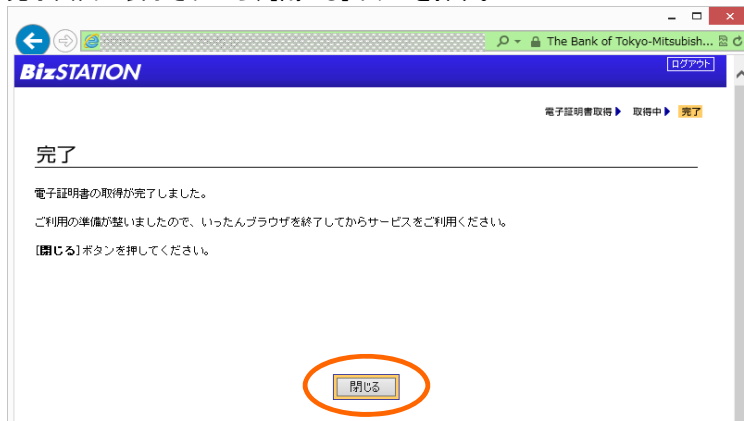 The Bank of Tokyo-Mitsubish...
BizSTATION
ログアウト
電子証明書取得 取得中 完了
完了
電子証明書の取得が完了しました。
ご利用の準備が整いましたので、いったんブラウザを終了してからサービスをご利用ください。
[閉じる]ボタンを押してください。
閉じる